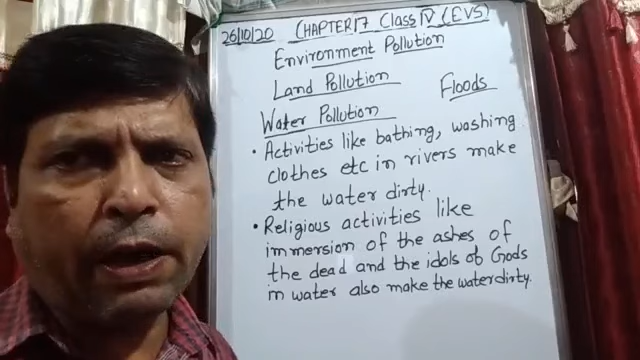 26/10/20 CHAPTER 17 Class IV (EVS)
Environment Pollution
Land Pollution Floods
Water Pollution
• Activities like bathing, washing
clothes etc in rivers make
the water dirty.
• Religious activities like
immersion of the ashes of
the dead and the idols of Gods
in water also make the water dirty.